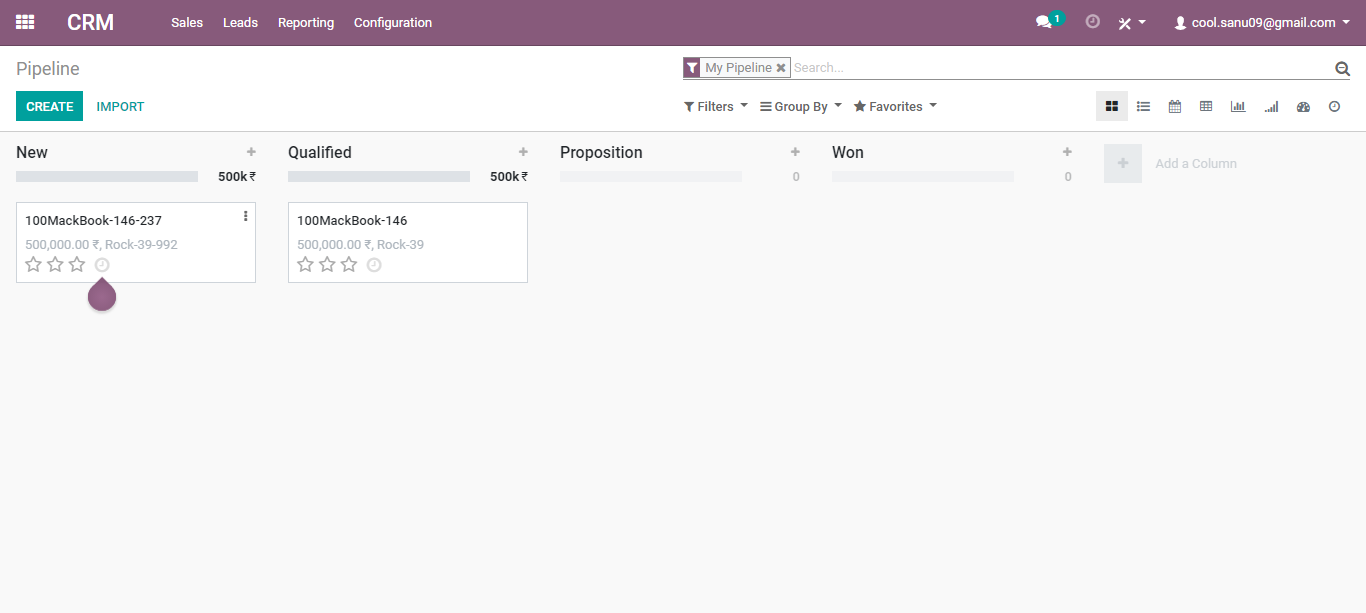 CRM Sales Leads Reporting Configuration 1 cool.sanu09@gmail.com
Pipeline My Pipeline Search...
CREATE IMPORT Filters Group By Favorites
New Qualified Proposition Won Add a Column
500k₹ 500k₹ 0 0
100MackBook-146-237 100MackBook-146
500,000.00 ₹, Rock-39-992 500,000.00 ₹, Rock-39